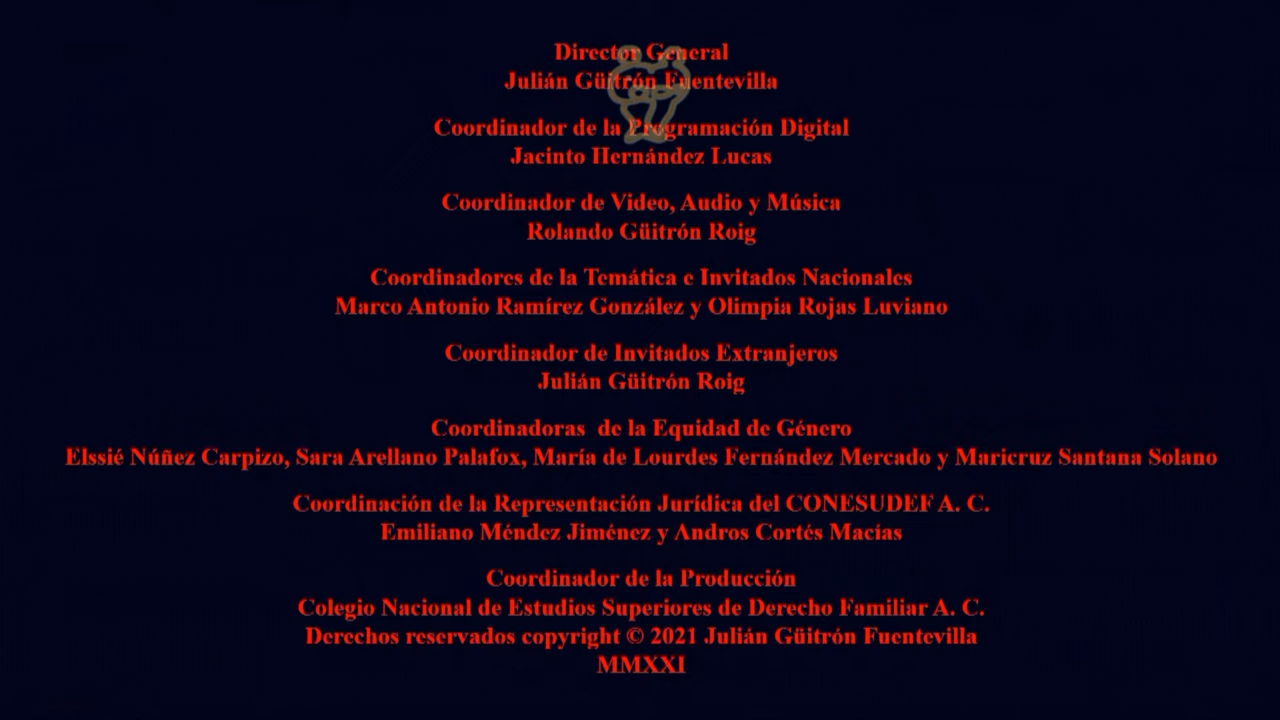 Director General
Julián Güitrón Fuentevilla
Coordinador de la Programación Digital
Jacinto Hernández Lucas
Coordinador de Video, Audio y Música
Rolando Güitrón Roig
Coordinadores de la Temática e Invitados Nacionales
Marco Antonio Ramírez González y Olimpia Rojas Luviano
Coordinador de Invitados Extranjeros
Julián Güitrón Roig
Coordinadoras de la Equidad de Género
Elssié Núñez Carpizo, Sara Arellano Palafox, María de Lourdes Fernández Mercado y Maricruz Santana Solano
Coordinación de la Representación Jurídica del CONESUDEF A. C.
Emiliano Méndez Jiménez y Andros Cortés Macías
Coordinador de la Producción
Colegio Nacional de Estudios Superiores de Derecho Familiar A. C.
Derechos reservados copyright © 2021 Julián Güitrón Fuentevilla
MMXXI